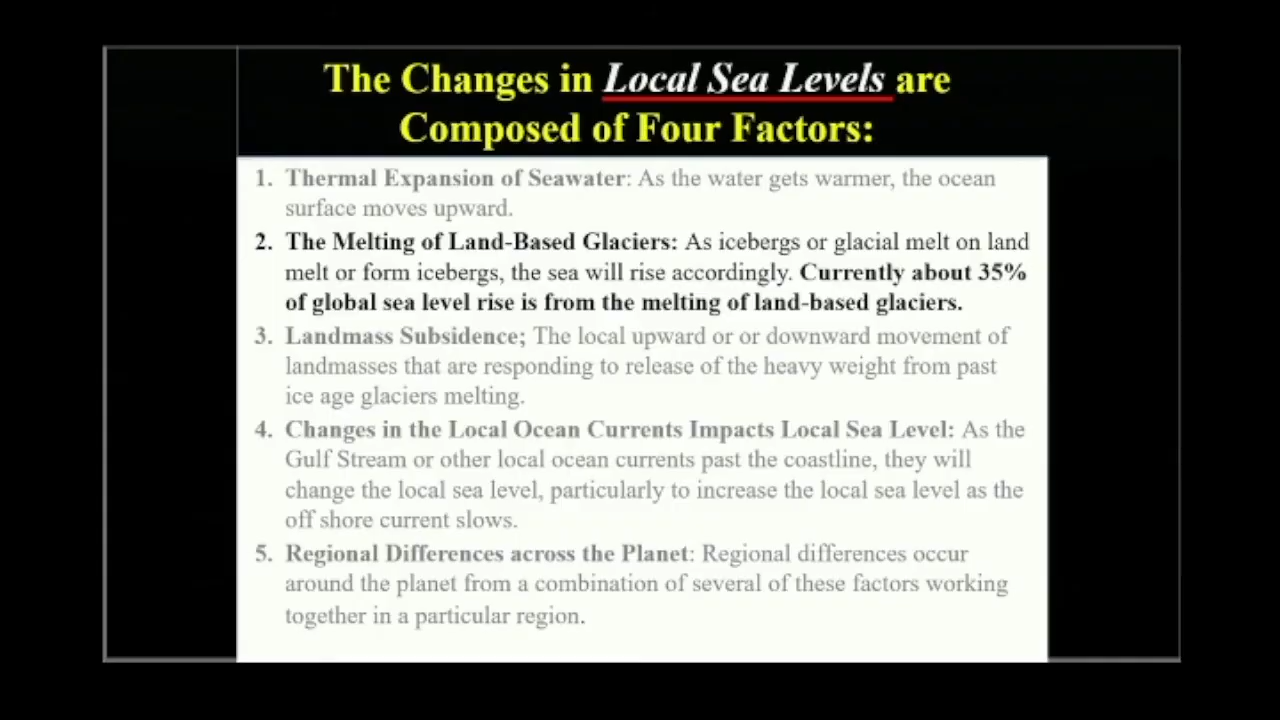 The Changes in Local Sea Levels are
Composed of Four Factors:
1. Thermal Expansion of Seawater: As the water gets warmer, the ocean
surface moves upward.
2. The Melting of Land-Based Glaciers: As icebergs or glacial melt on land
melt or form icebergs, the sea will rise accordingly. Currently about 35%
of global sea level rise is from the melting of land-based glaciers.
3. Landmass Subsidence; The local upward or or downward movement of
landmasses that are responding to release of the heavy weight from past
ice age glaciers melting.
4. Changes in the Local Ocean Currents Impacts Local Sea Level: As the
Gulf Stream or other local ocean currents past the coastline, they will
change the local sea level, particularly to increase the local sea level as the
off shore current slows.
5. Regional Differences across the Planet: Regional differences occur
around the planet from a combination of several of these factors working
together in a particular region.